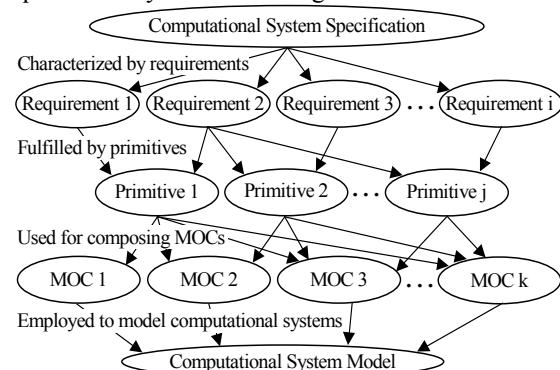 Computational System Specification
Characterized by requirements
Requirement 1 Requirement 2 Requirement 3 ... Requirement i
Fulfilled by primitives
Primitive 1 Primitive 2 ... Primitive j
Used for composing MOCs
MOC 1 MOC 2 MOC 3 ... MOC k
Employed to model computational systems
Computational System Model